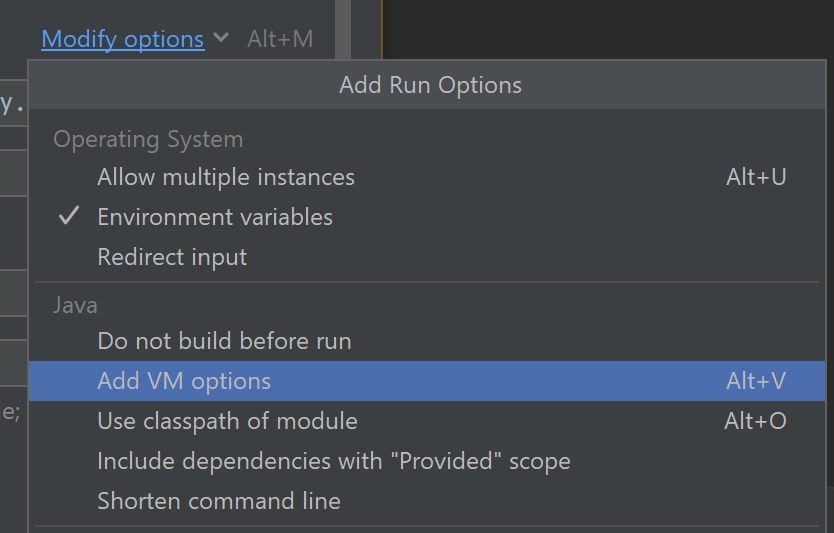 Modify options Alt+M
Add Run Options
y.
Operating System
Allow multiple instances Alt+U
Environment variables
Redirect input
Java
Do not build before run
Add VM options Alt+V
e;
Use classpath of module Alt+O
Include dependencies with "Provided" scope
Shorten command line